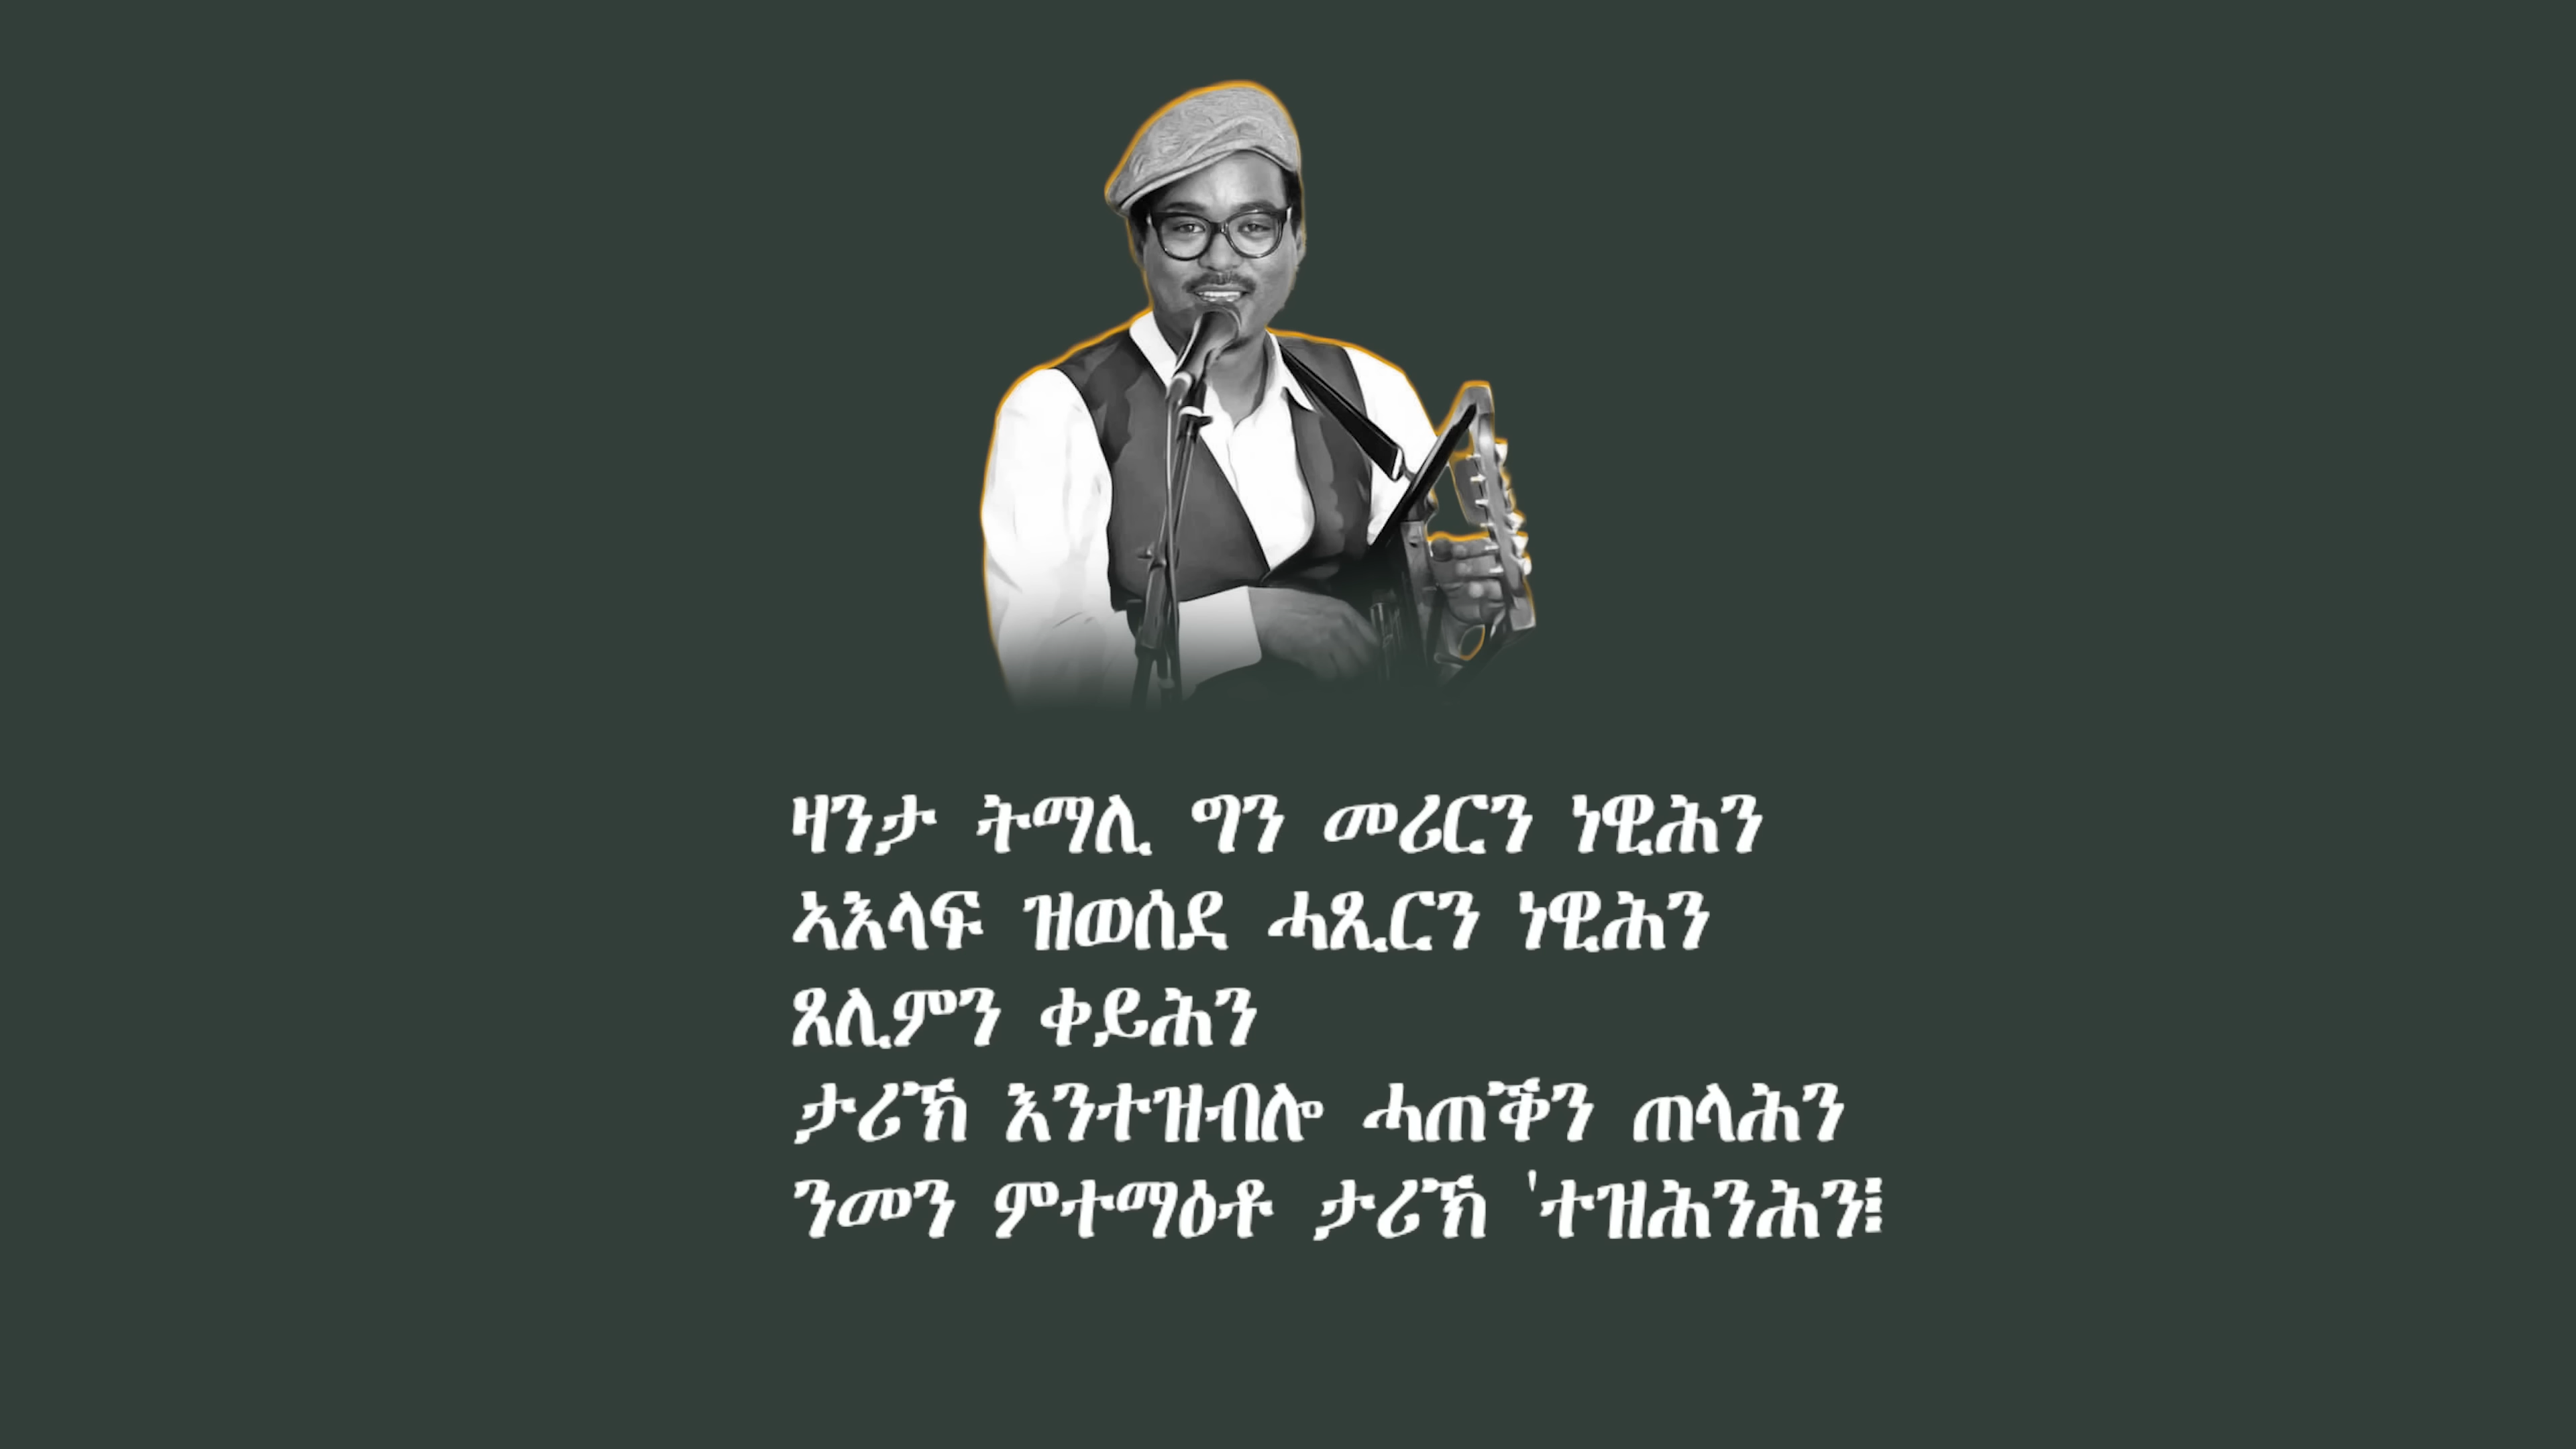 ዛንታ ትማሊ ግን መሪርን ነዊሕን
ኣእላፍ ዝወሰደ ሓጺርን ነዊሕን
ጸሊምን ቀይሕን
ታሪኽ እንተዝብሎ ሓጠቕን ጠላሕን
ንመን ምተማዕቶ ታሪኽ 'ተዝሕንሕን፧